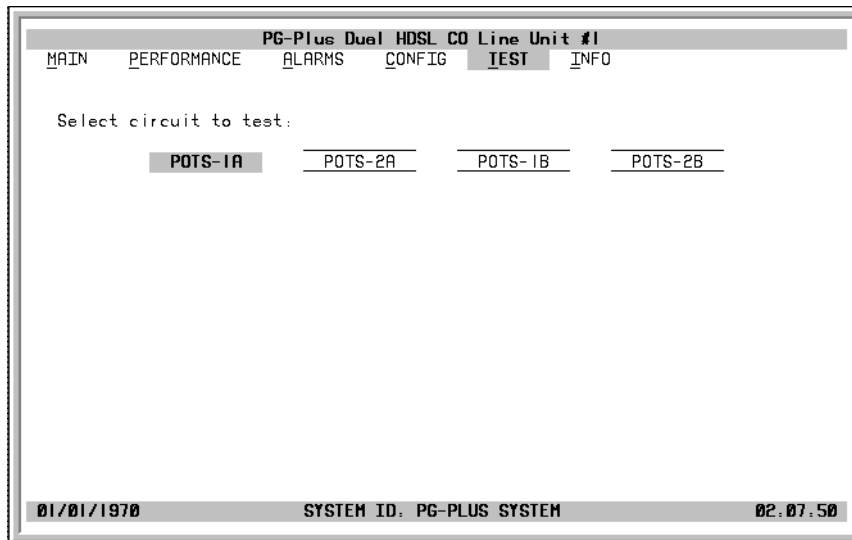 PG-Plus Dual HDSL CO Line Unit #1
MAIN PERFORMANCE ALARMS CONFIG TEST INFO
Select circuit to test:
POTS-1A POTS-2A POTS-1B POTS-2B
01/01/1970 SYSTEM ID: PG-PLUS SYSTEM 02:07:50